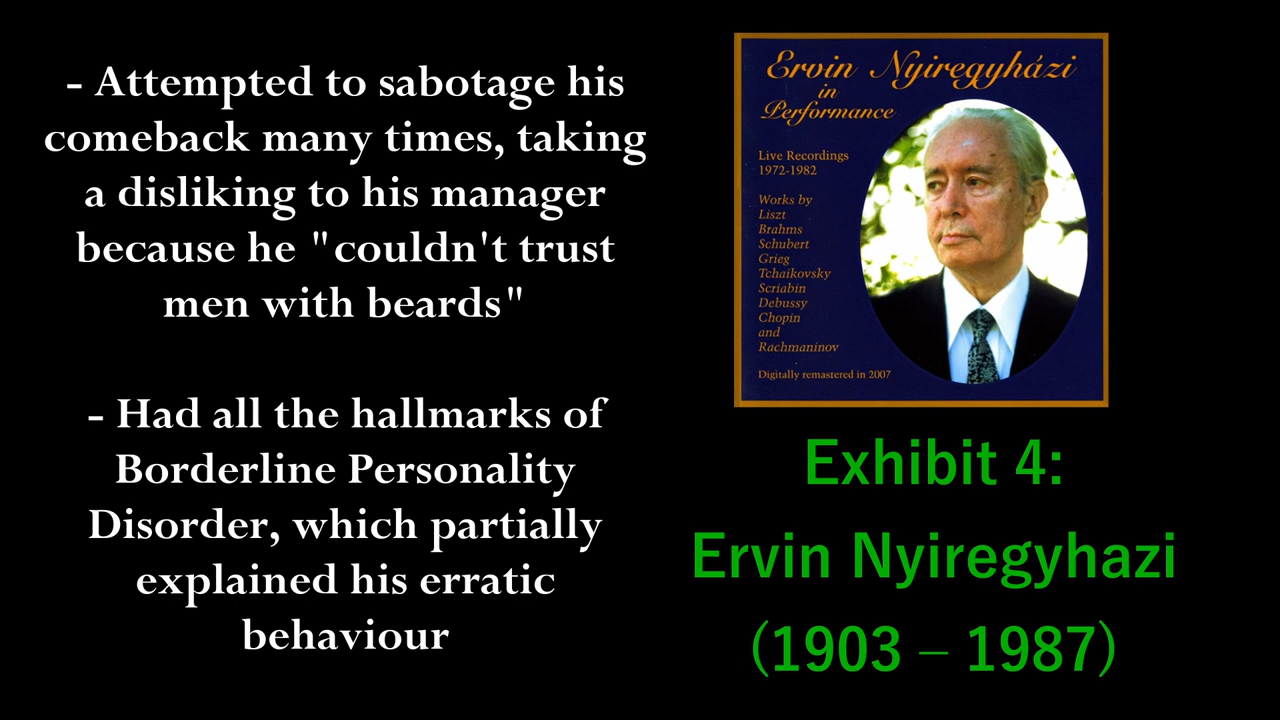 - Attempted to sabotage his
comeback many times, taking
a disliking to his manager
because he "couldn't trust
men with beards"
- Had all the hallmarks of
Borderline Personality
Disorder, which partially
explained his erratic
behaviour
Ervin Nyiregyházi
in
Performance
Live Recordings
1972-1982
Works by
Liszt
Brahms
Schubert
Grieg
Tchaikovsky
Scriabin
Debussy
Chopin
and
Rachmaninov
Digitally remastered in 2007
Exhibit 4:
Ervin Nyiregyhazi
(1903 – 1987)